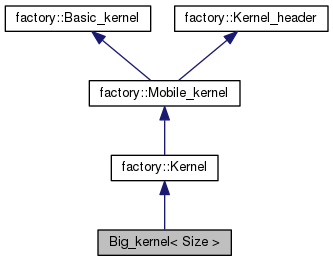 factory::Basic_kernel
factory::Kernel_header
factory::Mobile_kernel
factory::Kernel
Big_kernel< Size >